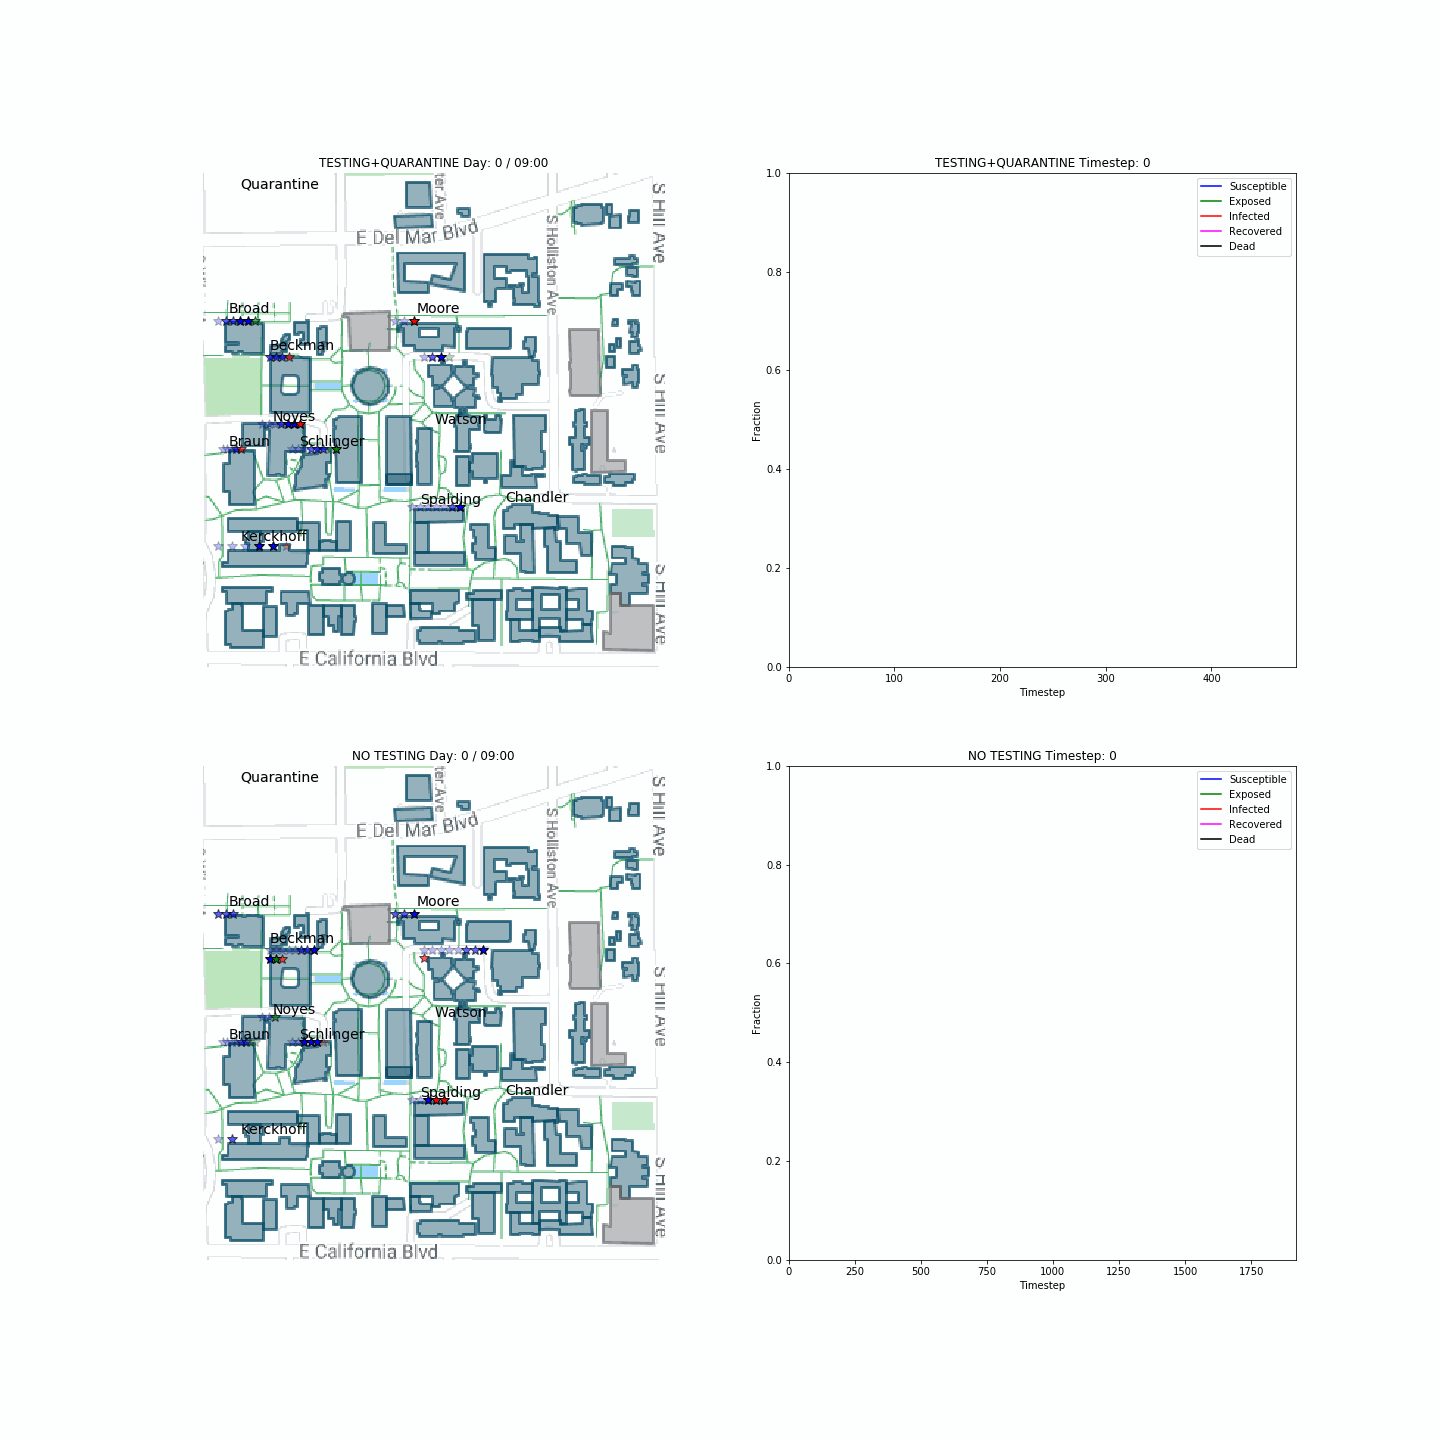 TESTING+QUARANTINE Day: 0 / 09:00
Quarantine
ter Ave
S Hill Ave
E Del Mar Blvd
S Holliston Ave
Broad
Moore
Beckman
S Hill Ave
Noyes
Watson
Braun
Schlinger
Spalding
Chandler
Kerckhoff
S Hill Ave
E California Blvd
TESTING+QUARANTINE Timestep: 0
1.0
0.8
0.6
0.4
0.2
0.0
Fraction
Susceptible
Exposed
Infected
Recovered
Dead
0 100 200 300 400
Timestep
NO TESTING Day: 0 / 09:00
Quarantine
ter Ave
S Hill Ave
E Del Mar Blvd
S Holliston Ave
Broad
Moore
Beckman
S Hill Ave
Noyes
Watson
Braun
Schlinger
Spalding
Chandler
Kerckhoff
S Hill Ave
E California Blvd
NO TESTING Timestep: 0
1.0
0.8
0.6
0.4
0.2
0.0
Fraction
Susceptible
Exposed
Infected
Recovered
Dead
0 250 500 750 1000 1250 1500 1750
Timestep